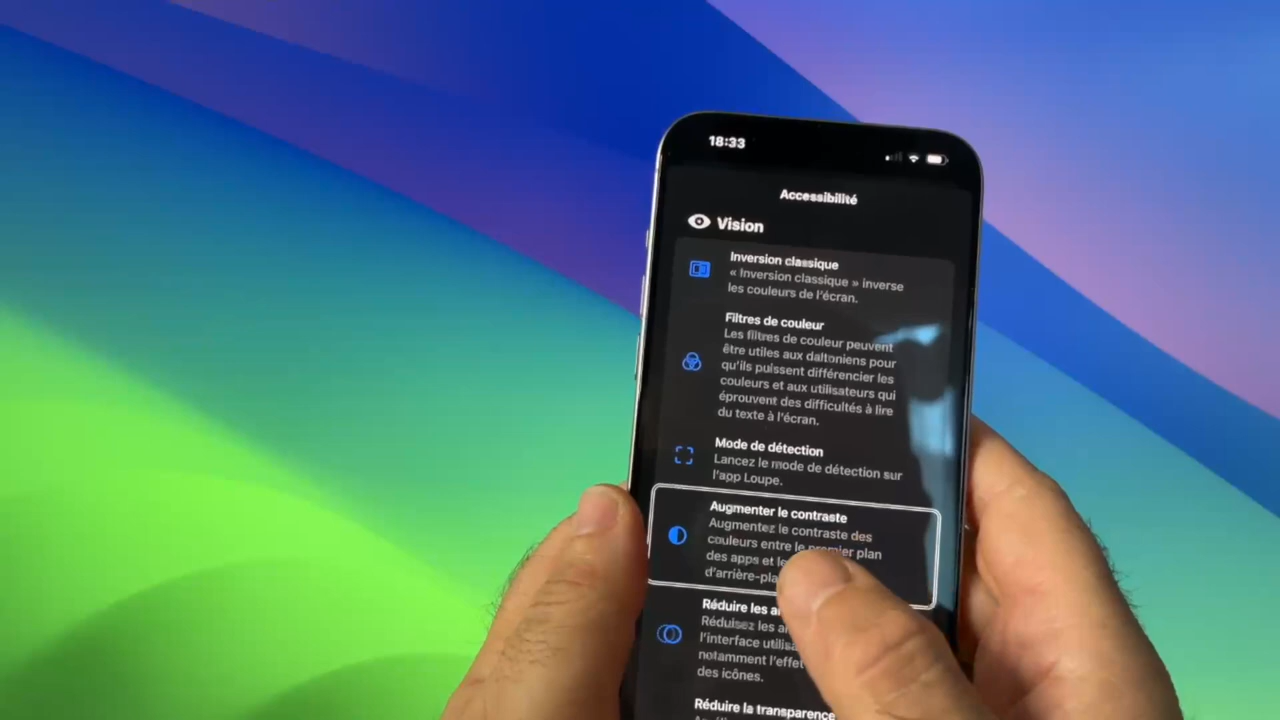 18:33
Accessibilité
Vision
Inversion classique
« Inversion classique » inverse
les couleurs de l'écran.
Filtres de couleur
Les filtres de couleur peuvent
être utiles aux daltoniens pour
qu'ils puissent différencier les
couleurs et aux utilisateurs qui
éprouvent des difficultés à lire
du texte à l'écran.
Mode de détection
Lancez le mode de détection sur
l'app Loupe.
Augmenter le contraste
Augmentez le contraste des
couleurs entre le premier plan
des apps et le
d'arrière-pla
Réduire les a
Réduisez les a
l'interface utilis
notamment l'effet
des icônes.
Réduire la transparence